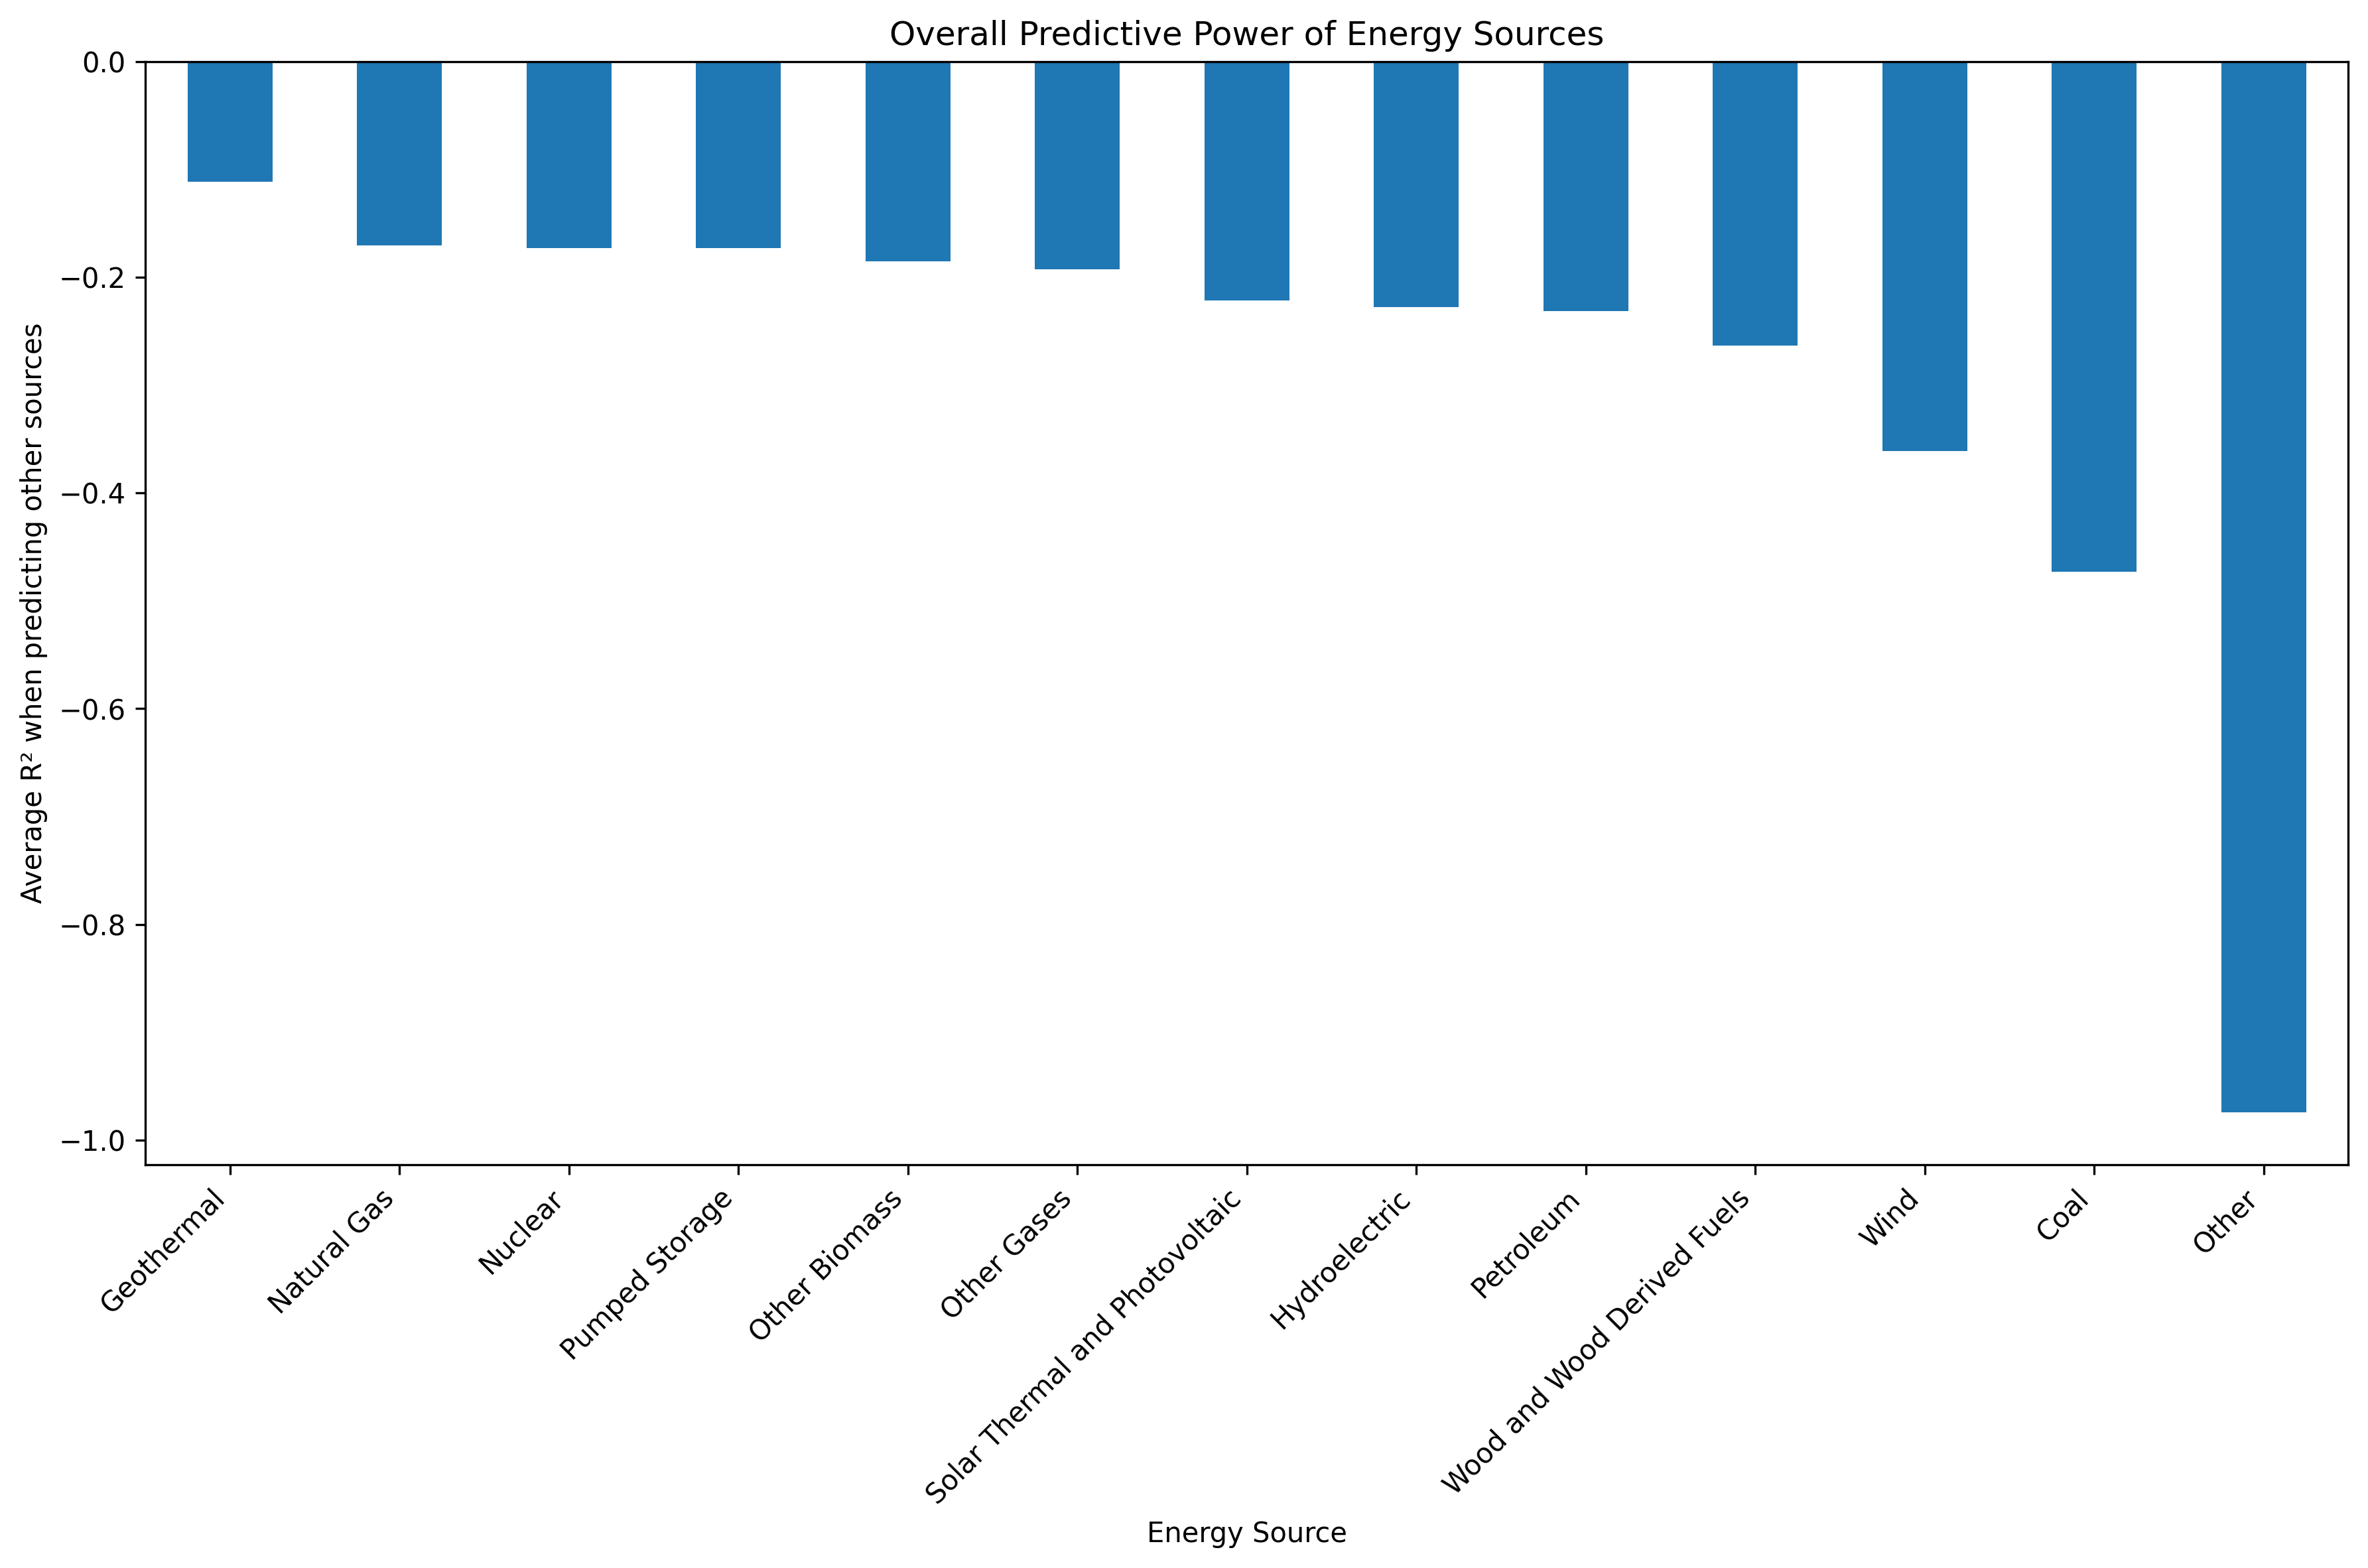 Overall Predictive Power of Energy Sources
Average R² when predicting other sources
0.0
−0.2
−0.4
−0.6
−0.8
−1.0
Geothermal
Natural Gas
Nuclear
Pumped Storage
Other Biomass
Other Gases
Solar Thermal and Photovoltaic
Hydroelectric
Petroleum
Wood and Wood Derived Fuels
Wind
Coal
Other
Energy Source